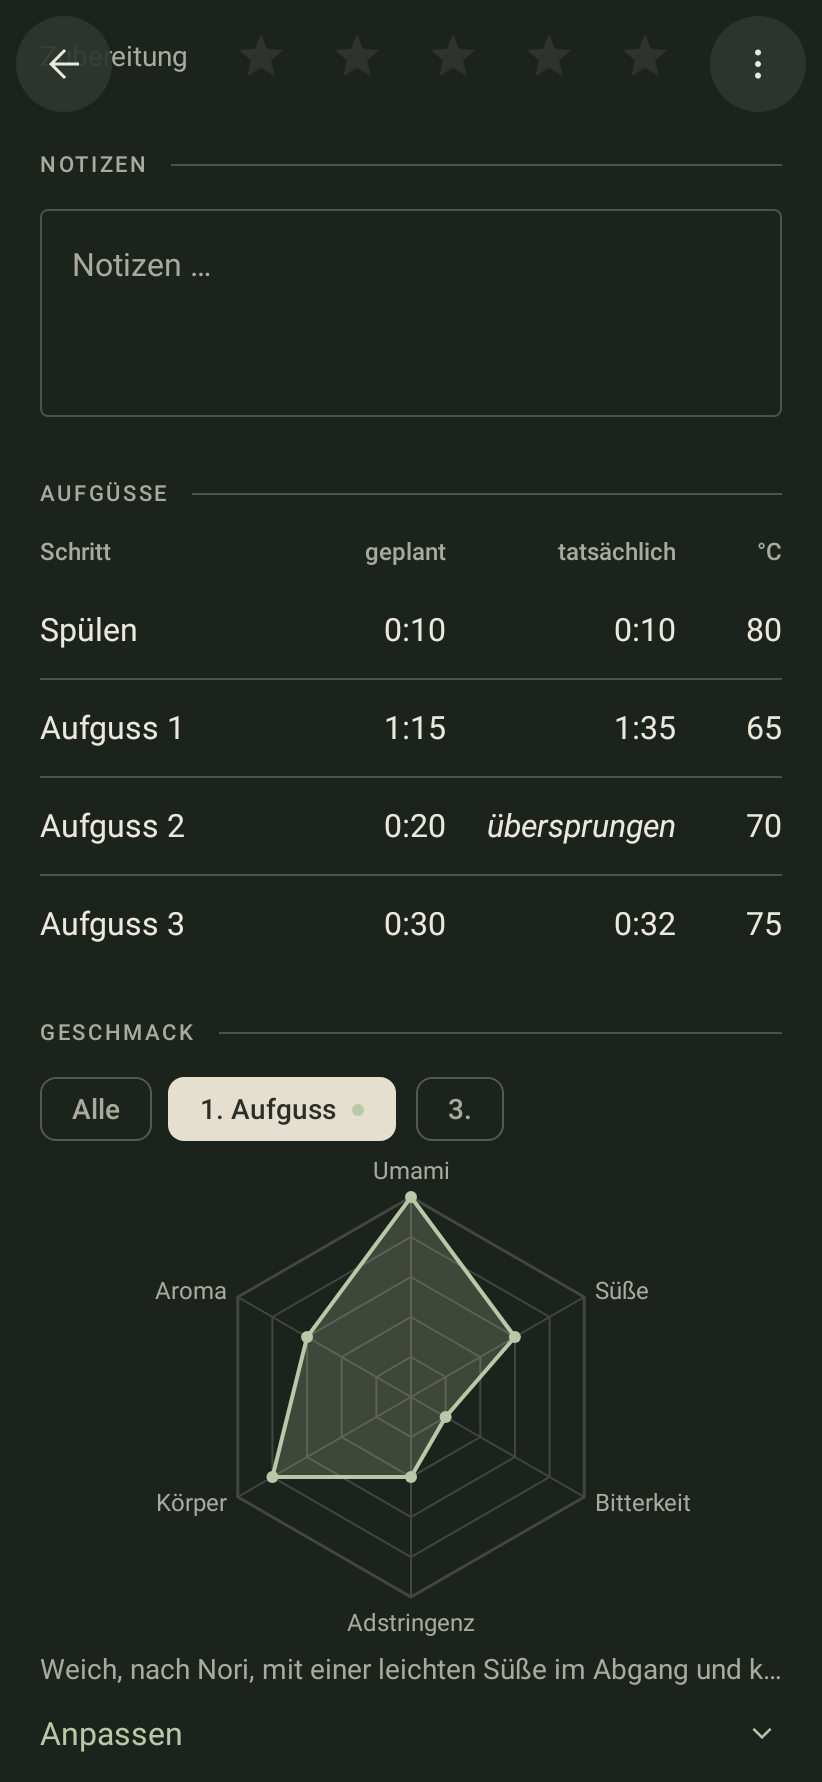 Zubereitung
NOTIZEN
Notizen …
AUFGÜSSE
Schritt geplant tatsächlich °C
Spülen 0:10 0:10 80
Aufguss 1 1:15 1:35 65
Aufguss 2 0:20 übersprungen 70
Aufguss 3 0:30 0:32 75
GESCHMACK
Alle 1. Aufguss 3.
Umami
Aroma Süße
Körper Bitterkeit
Adstringenz
Weich, nach Nori, mit einer leichten Süße im Abgang und k…
Anpassen